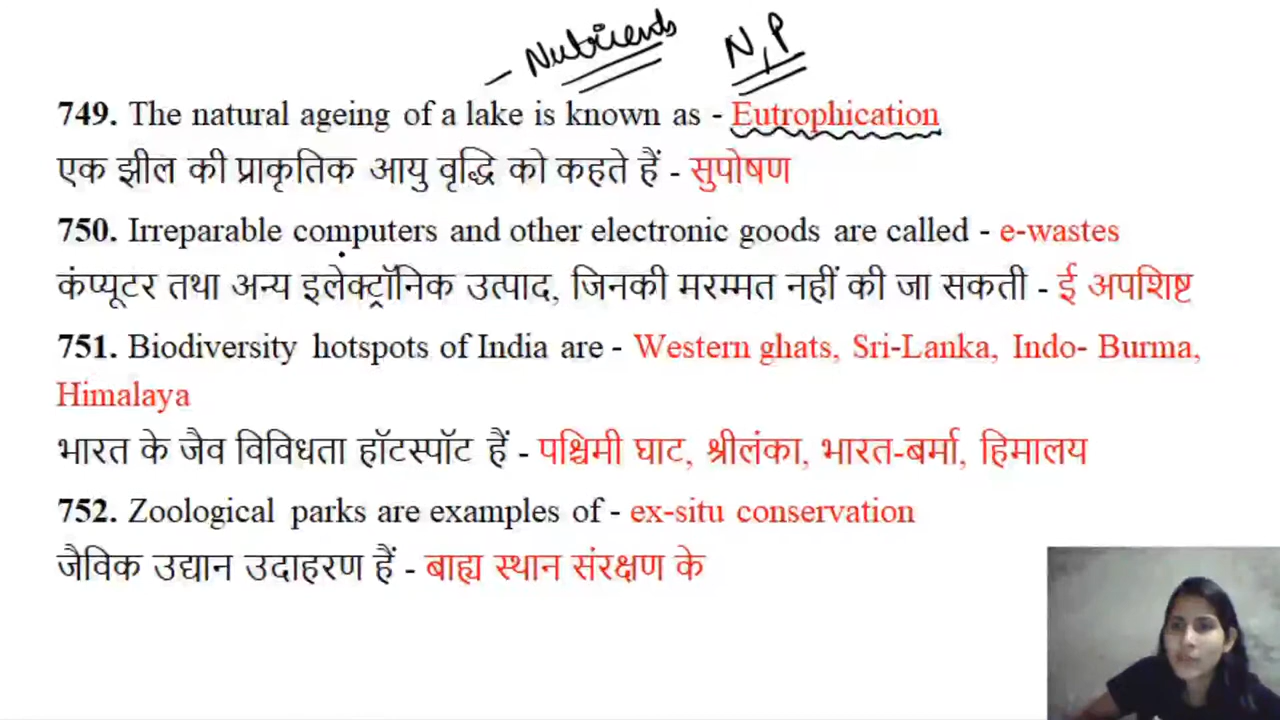 - Nutrients N, P
749. The natural ageing of a lake is known as - Eutrophication
एक झील की प्राकृतिक आयु वृद्धि को कहते हैं - सुपोषण
750. Irreparable computers and other electronic goods are called - e-wastes
कंप्यूटर तथा अन्य इलेक्ट्रॉनिक उत्पाद, जिनकी मरम्मत नहीं की जा सकती - ई अपशिष्ट
751. Biodiversity hotspots of India are - Western ghats, Sri-Lanka, Indo- Burma,
Himalaya
भारत के जैव विविधता हॉटस्पॉट हैं - पश्चिमी घाट, श्रीलंका, भारत-बर्मा, हिमालय
752. Zoological parks are examples of - ex-situ conservation
जैविक उद्यान उदाहरण हैं - बाह्य स्थान संरक्षण के